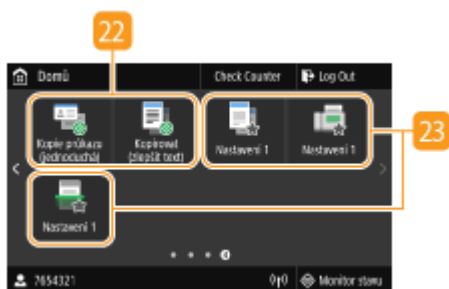 22
Domů Check Counter Log Out
Kopie průkazu Kopírovat
(jednoduchá) (zlepšit text) Nastavení 1 Nastavení 1
23
Nastavení 1
7654321 Monitor stavu